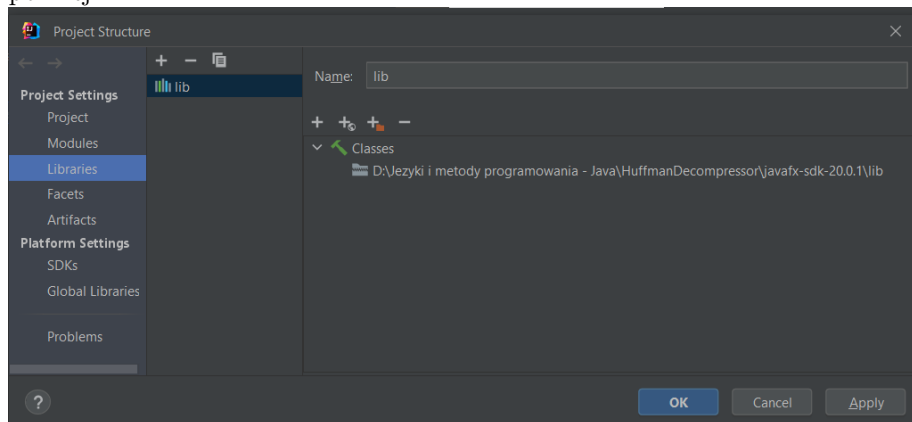 Project Structure
Project Settings
Project
Modules
Libraries
Facets
Artifacts
Platform Settings
SDKs
Global Libraries
Problems
lib
Name: lib
Classes
D:\Jezyki i metody programowania - Java\HuffmanDecompressor\javafx-sdk-20.0.1\lib
?
OK Cancel Apply